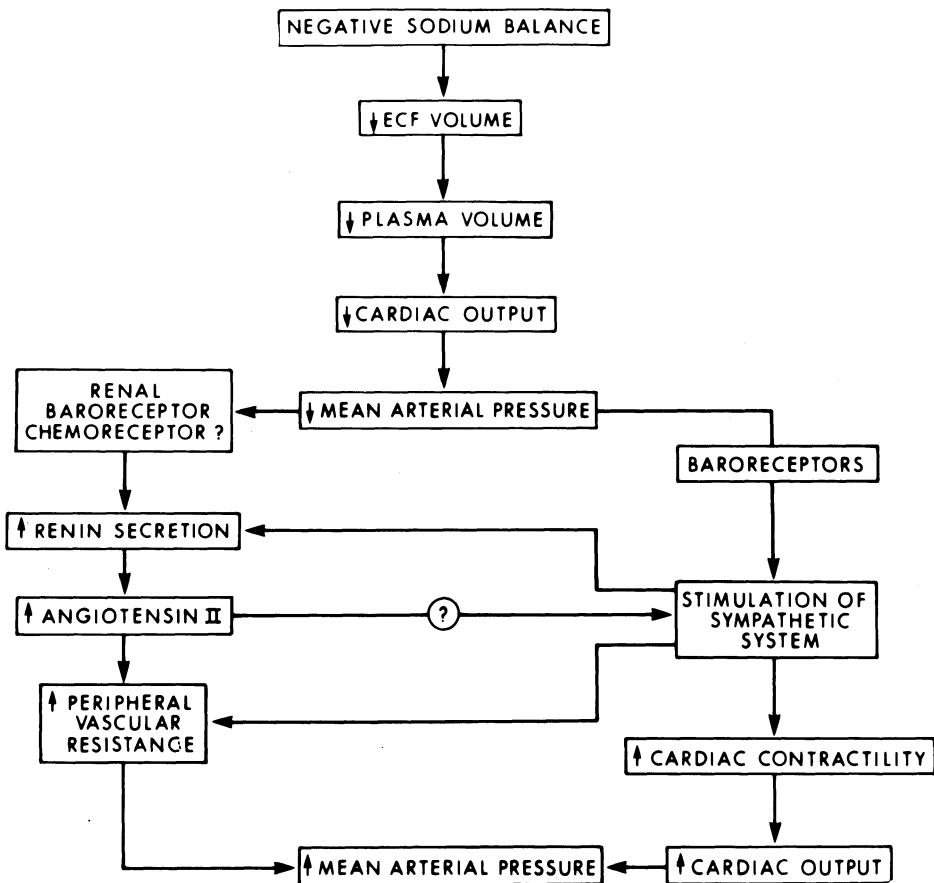 NEGATIVE SODIUM BALANCE
↓ ECF VOLUME
↓ PLASMA VOLUME
↓ CARDIAC OUTPUT
RENAL
BARORECEPTOR
CHEMORECEPTOR ?
↓ MEAN ARTERIAL PRESSURE
BARORECEPTORS
↑ RENIN SECRETION
↑ ANGIOTENSIN II
?
STIMULATION OF
SYMPATHETIC
SYSTEM
↑ PERIPHERAL
VASCULAR
RESISTANCE
↑ CARDIAC CONTRACTILITY
↑ MEAN ARTERIAL PRESSURE
↑ CARDIAC OUTPUT